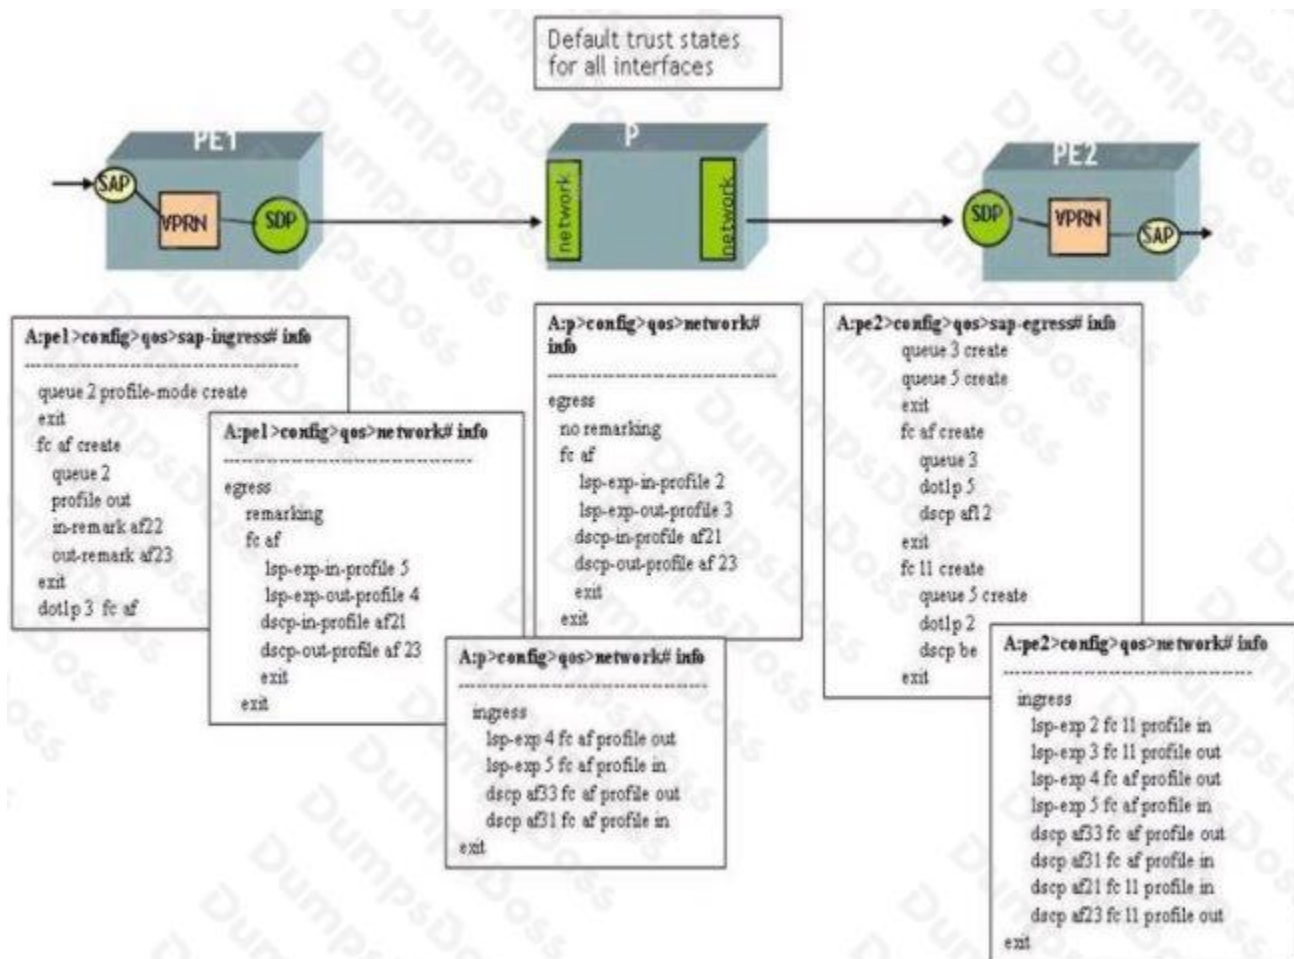 Default trust states
for all interfaces
PE1
P
PE2
SAP
VPRN
SDP
network
network
SDP
VPRN
SAP
A:pe1>config>qos>sap-ingress# info
------------------------------------
queue 2 profile-mode create
exit
fc af create
queue 2
profile out
in-remark af22
out-remark af23
exit
dot1p 3 fc af
A:pe1>config>qos>network# info
---------------------------------
egress
remarking
fc af
lsp-exp-in-profile 5
lsp-exp-out-profile 4
dscp-in-profile af21
dscp-out-profile af 23
exit
exit
A:p>config>qos>network#
info
------------------------------
egress
no remarking
fc af
lsp-exp-in-profile 2
lsp-exp-out-profile 3
dscp-in-profile af21
dscp-out-profile af 23
exit
exit
A:p>config>qos>network# info
---------------------------------
ingress
lsp-exp 4 fc af profile out
lsp-exp 5 fc af profile in
dscp af33 fc af profile out
dscp af31 fc af profile in
exit
A:pe2>config>qos>sap-egress# info
queue 3 create
queue 5 create
exit
fc af create
queue 3
dot1p 5
dscp af12
exit
fc l1 create
queue 5 create
dot1p 2
dscp be
exit
A:pe2>config>qos>network# info
---------------------------------
ingress
lsp-exp 2 fc l1 profile in
lsp-exp 3 fc l1 profile out
lsp-exp 4 fc af profile out
lsp-exp 5 fc af profile in
dscp af33 fc af profile out
dscp af31 fc af profile in
dscp af21 fc l1 profile in
dscp af23 fc l1 profile out
exit
DumpsDoss